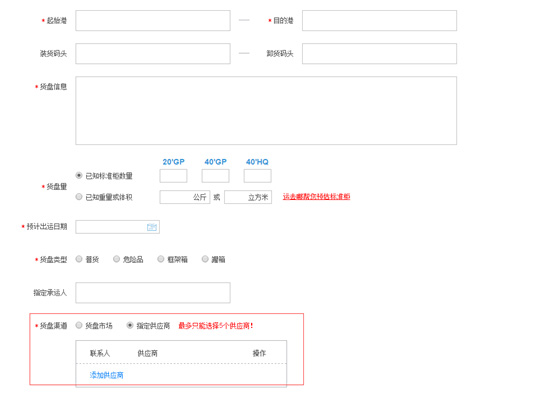 * 起始港 — * 目的港
装货码头 — 卸货码头
* 货盘信息
20'GP 40'GP 40'HQ
* 货盘量 已知标准柜数量
已知重量或体积 公斤 或 立方米 运去哪帮您预估标准柜
* 预计出运日期
* 货盘类型 普货 危险品 框架箱 罐箱
指定承运人
* 货盘渠道 货盘市场 指定供应商 最多只能选择5个供应商!
联系人 供应商 操作
添加供应商